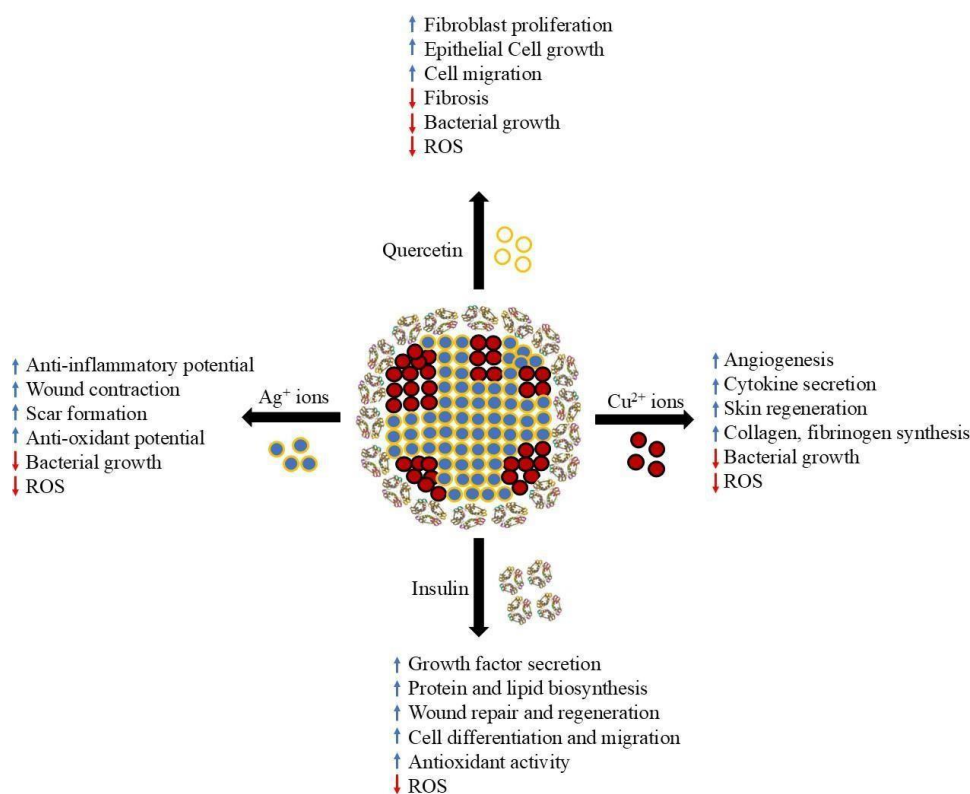 Fibroblast proliferation
Epithelial Cell growth
Cell migration
Fibrosis
Bacterial growth
ROS
Quercetin
Anti-inflammatory potential
Wound contraction
Scar formation
Anti-oxidant potential
Bacterial growth
ROS
Ag⁺ ions
Cu²⁺ ions
Angiogenesis
Cytokine secretion
Skin regeneration
Collagen, fibrinogen synthesis
Bacterial growth
ROS
Insulin
Growth factor secretion
Protein and lipid biosynthesis
Wound repair and regeneration
Cell differentiation and migration
Antioxidant activity
ROS